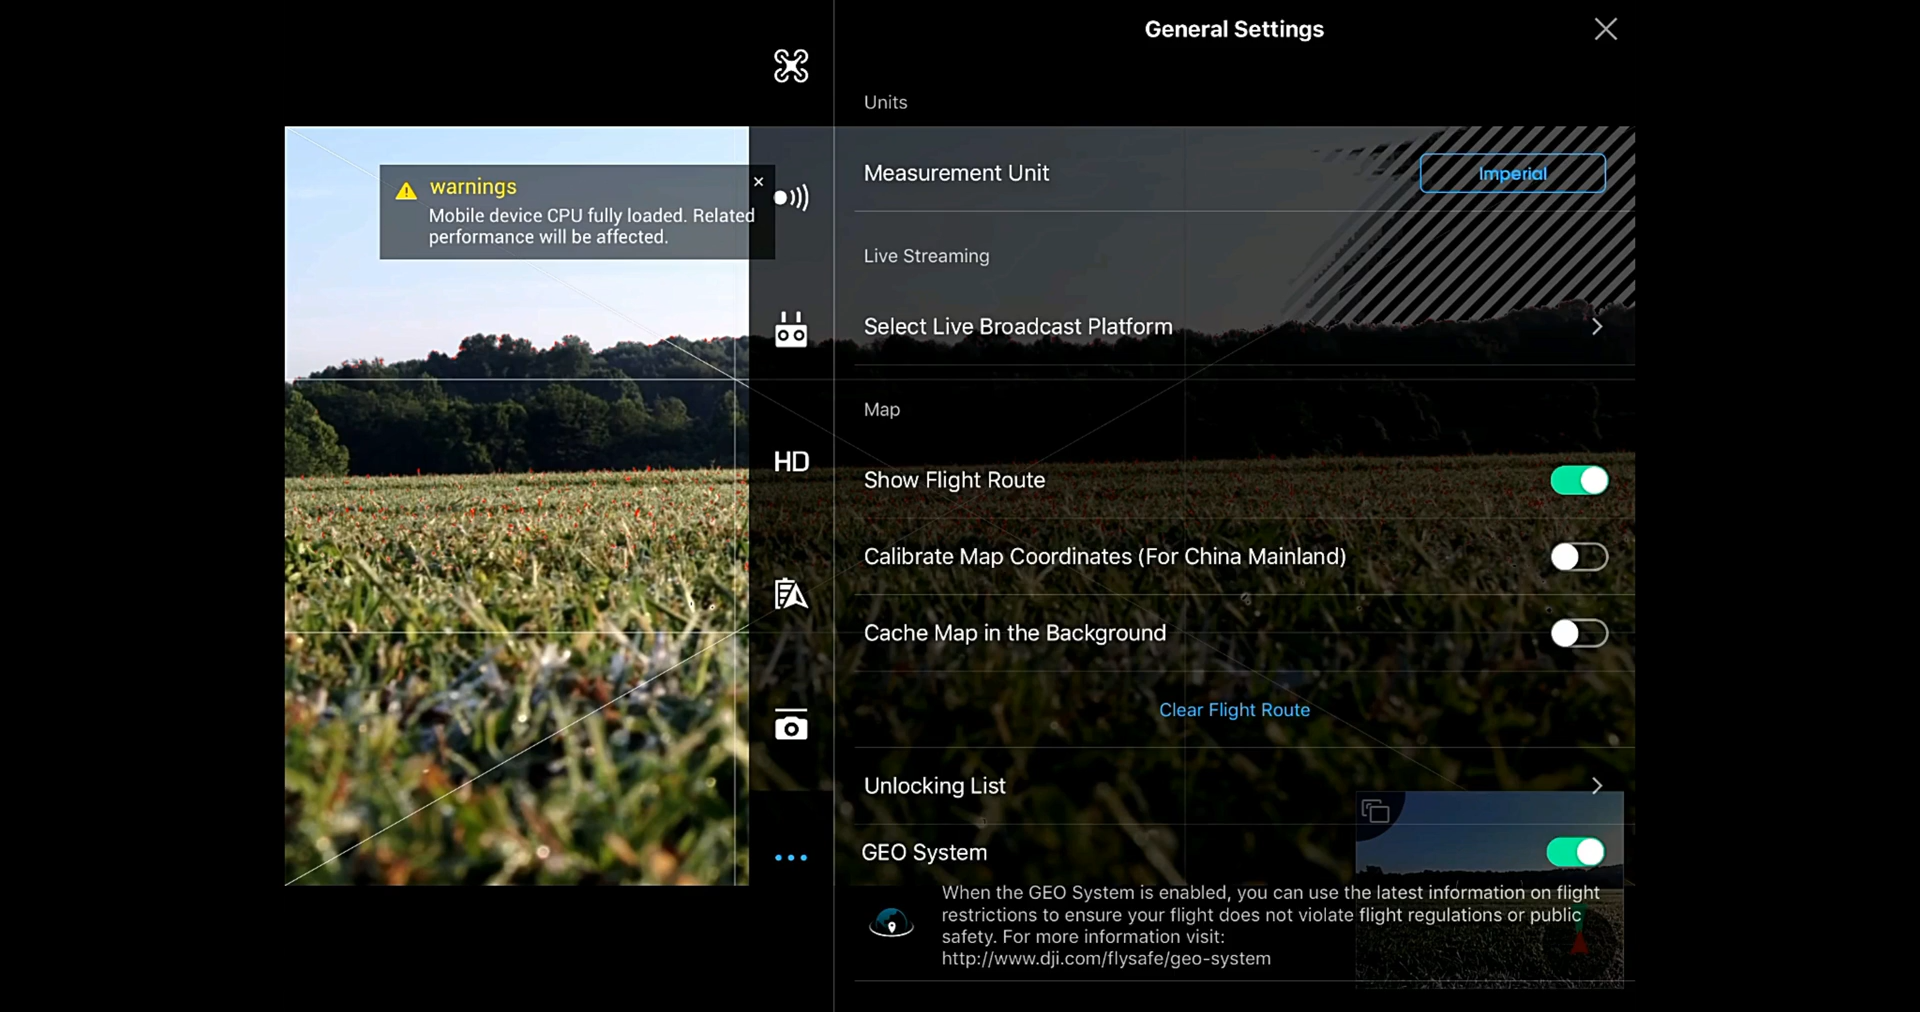 General Settings
Units
warnings
Mobile device CPU fully loaded. Related
performance will be affected.
Measurement Unit
Imperial
Live Streaming
Select Live Broadcast Platform
Map
HD
Show Flight Route
Calibrate Map Coordinates (For China Mainland)
Cache Map in the Background
Clear Flight Route
Unlocking List
GEO System
When the GEO System is enabled, you can use the latest information on flight
restrictions to ensure your flight does not violate flight regulations or public
safety. For more information visit:
http://www.dji.com/flysafe/geo-system